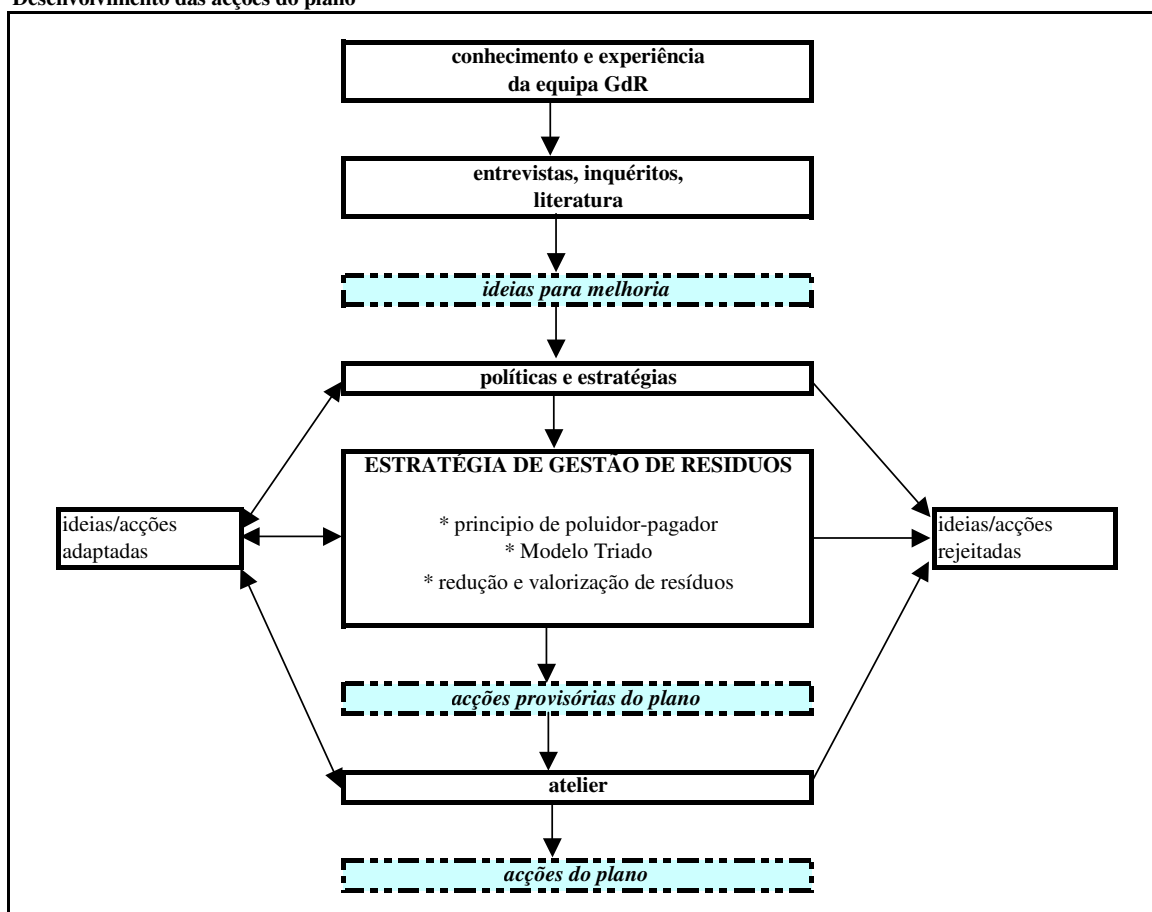 Desenvolvimento das acções do plano
conhecimento e experiência
da equipa GdR
entrevistas, inquéritos,
literatura
ideias para melhoria
políticas e estratégias
ESTRATÉGIA DE GESTÃO DE RESIDUOS
* principio de poluidor-pagador
* Modelo Triado
* redução e valorização de resíduos
ideias/acções
adaptadas
ideias/acções
rejeitadas
acções provisórias do plano
atelier
acções do plano